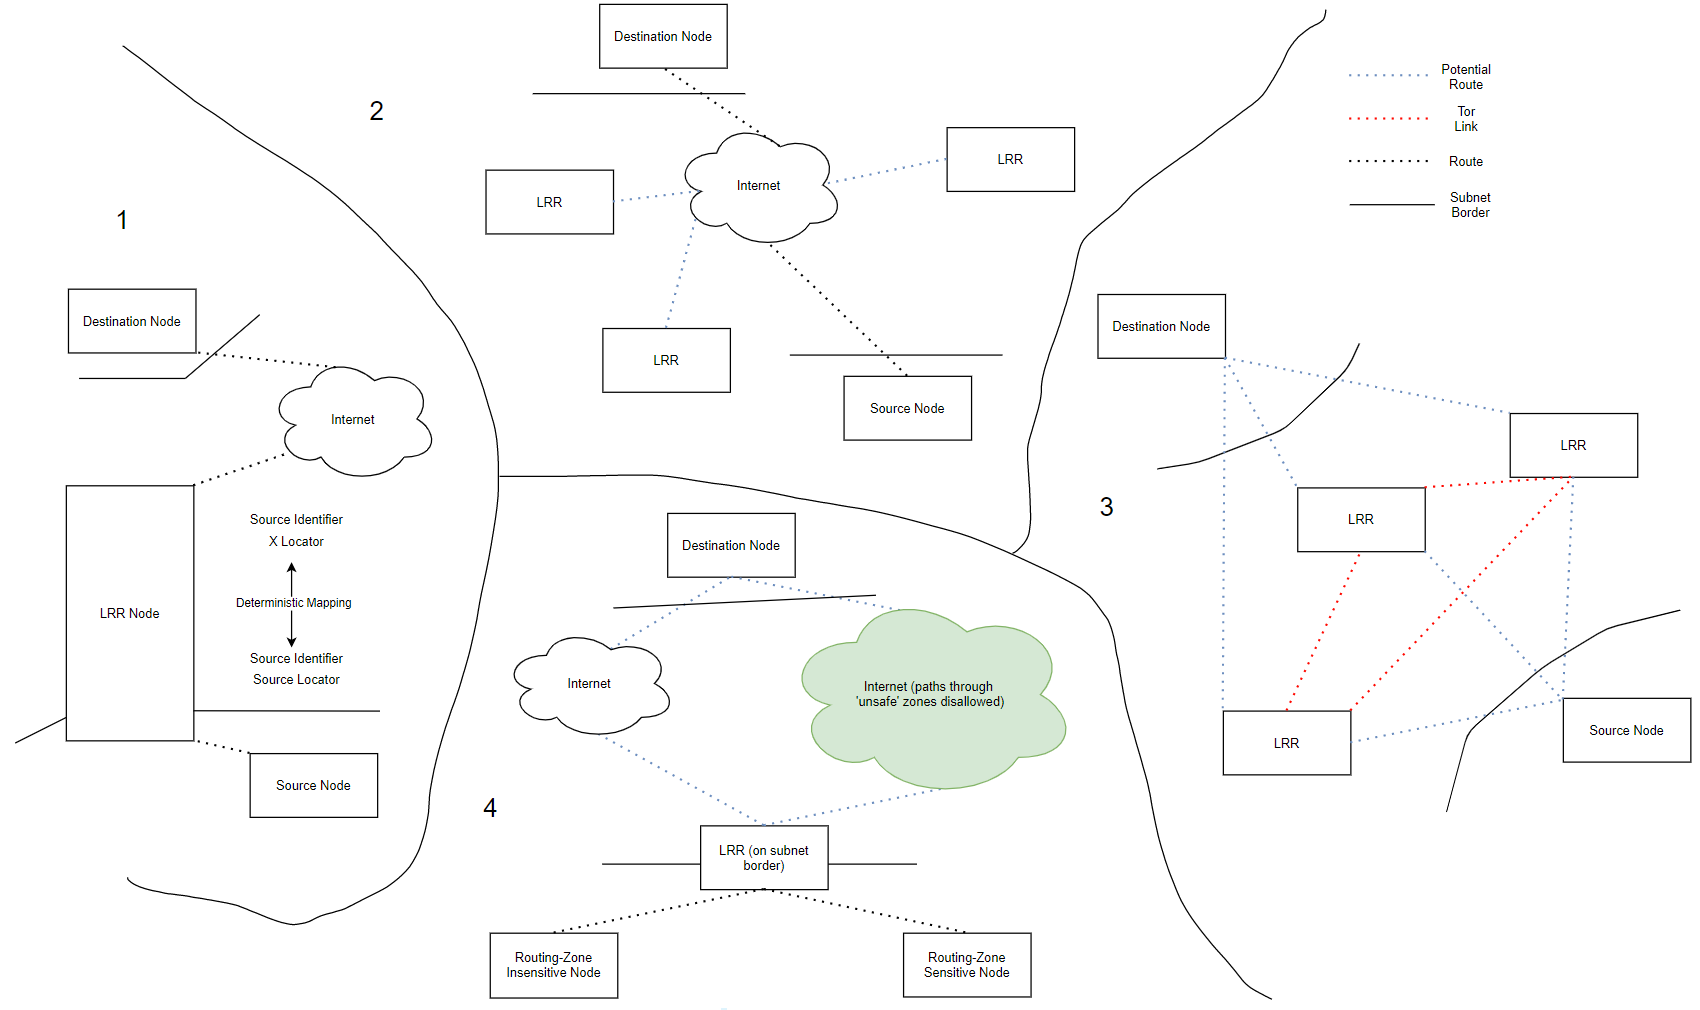 1
Destination Node
Internet
Source Identifier
X Locator
Deterministic Mapping
LRR Node
Source Identifier
Source Locator
Source Node
2
Destination Node
LRR
Internet
LRR
LRR
Source Node
Potential
Route
Tor
Link
Route
Subnet
Border
3
Destination Node
LRR
LRR
LRR
Source Node
4
Destination Node
Internet
Internet (paths through
'unsafe' zones disallowed)
LRR (on subnet
border)
Routing-Zone
Insensitive Node
Routing-Zone
Sensitive Node